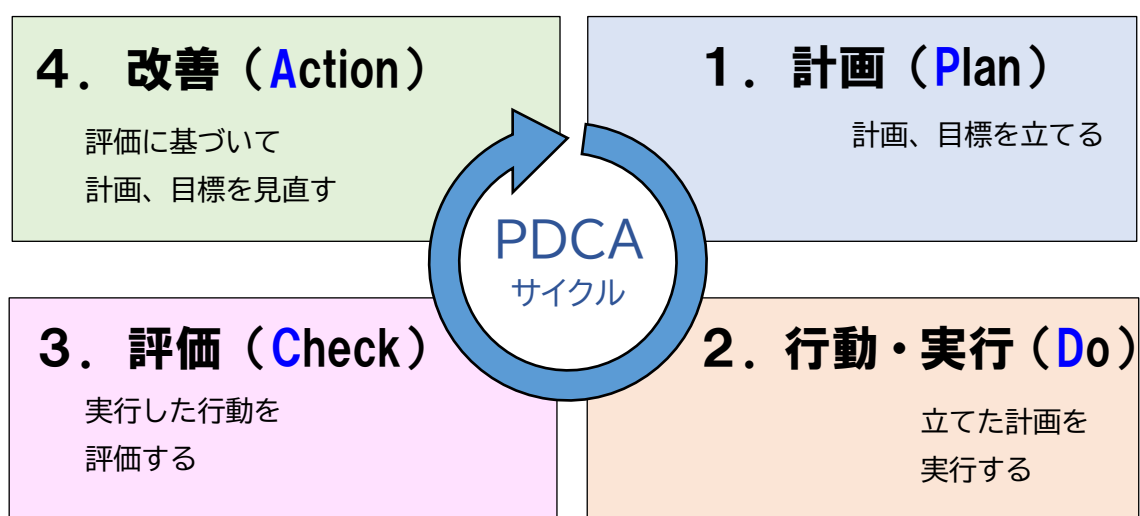 ４．改善（Action）
評価に基づいて
計画、目標を見直す
１．計画（Plan）
計画、目標を立てる
PDCA
サイクル
３．評価（Check）
実行した行動を
評価する
２．行動・実行（Do）
立てた計画を
実行する